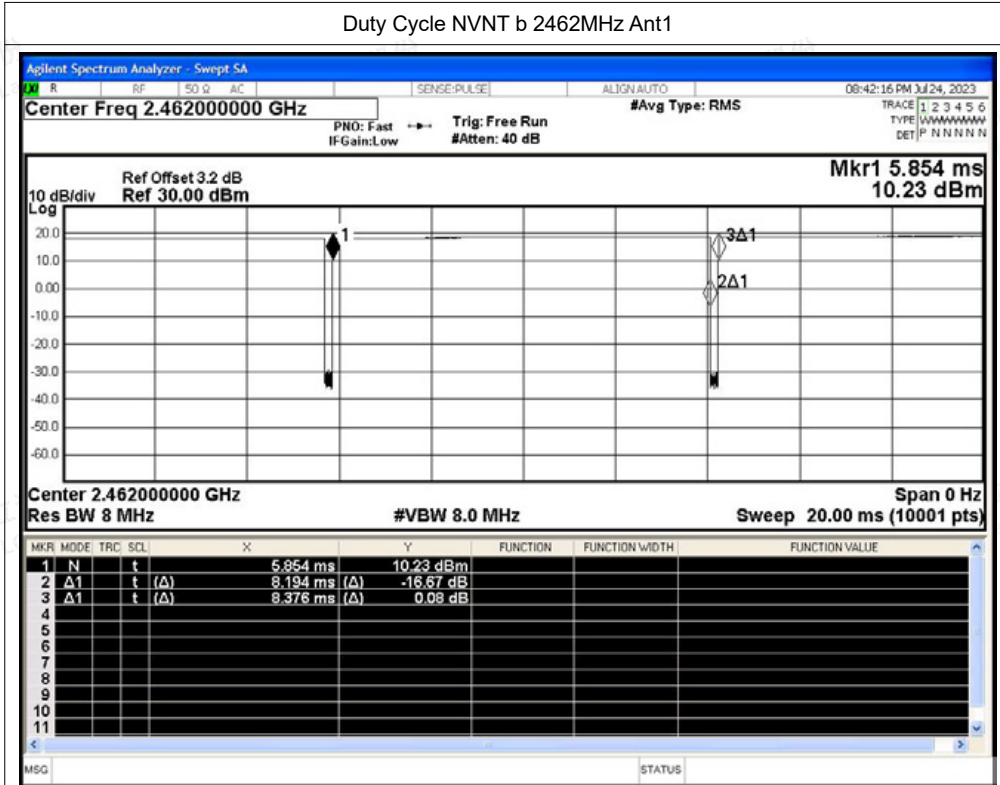 Duty Cycle NVNT b 2462MHz Ant1
Agilent Spectrum Analyzer - Swept SA
R RF 50 Ω AC SENSE:PULSE ALIGN AUTO 08:42:16 PM Jul 24, 2023
Center Freq 2.462000000 GHz #Avg Type: RMS TRACE 1 2 3 4 5 6
PNO: Fast Trig: Free Run TYPE WWWWWW
IFGain:Low #Atten: 40 dB DET P N N N N N
Mkr1 5.854 ms
10.23 dBm
Ref Offset 3.2 dB
10 dB/div Ref 30.00 dBm
Log
20.0
10.0
0.00
-10.0
-20.0
-30.0
-40.0
-50.0
-60.0
1
3Δ1
2Δ1
Center 2.462000000 GHz Span 0 Hz
Res BW 8 MHz #VBW 8.0 MHz Sweep 20.00 ms (10001 pts)
MKR MODE TRC SCL X Y FUNCTION FUNCTION WIDTH FUNCTION VALUE
1 N t 5.854 ms 10.23 dBm
2 Δ1 t (Δ) 8.194 ms (Δ) -16.67 dB
3 Δ1 t (Δ) 8.376 ms (Δ) 0.08 dB
4
5
6
7
8
9
10
11
MSG STATUS